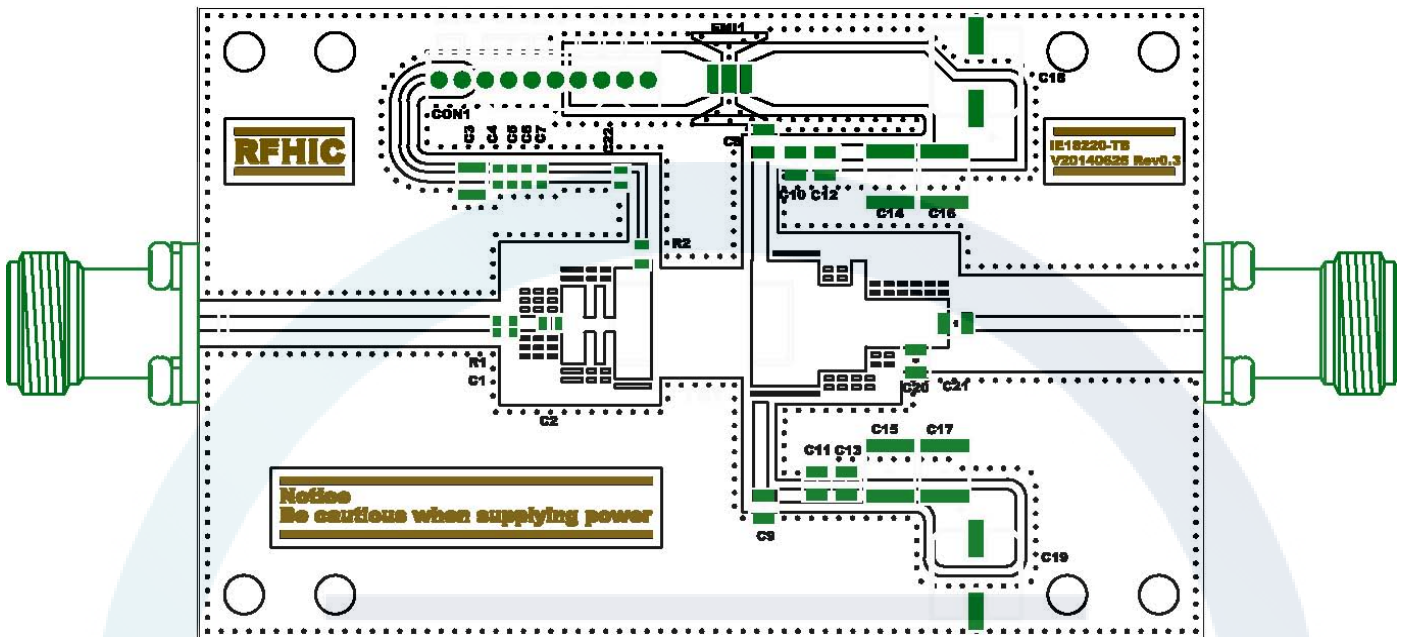 EMI1
C18
CON1
C3 C4 C5 C6 C7 C22
C8
RFHIC
IE18220-TB
V20140625 Rev0.3
C10 C12
C14 C16
R2
R1
C1
C2
C20 C21
C15 C17
C11 C13
Notice
Be cautious when supplying power
C9
C19